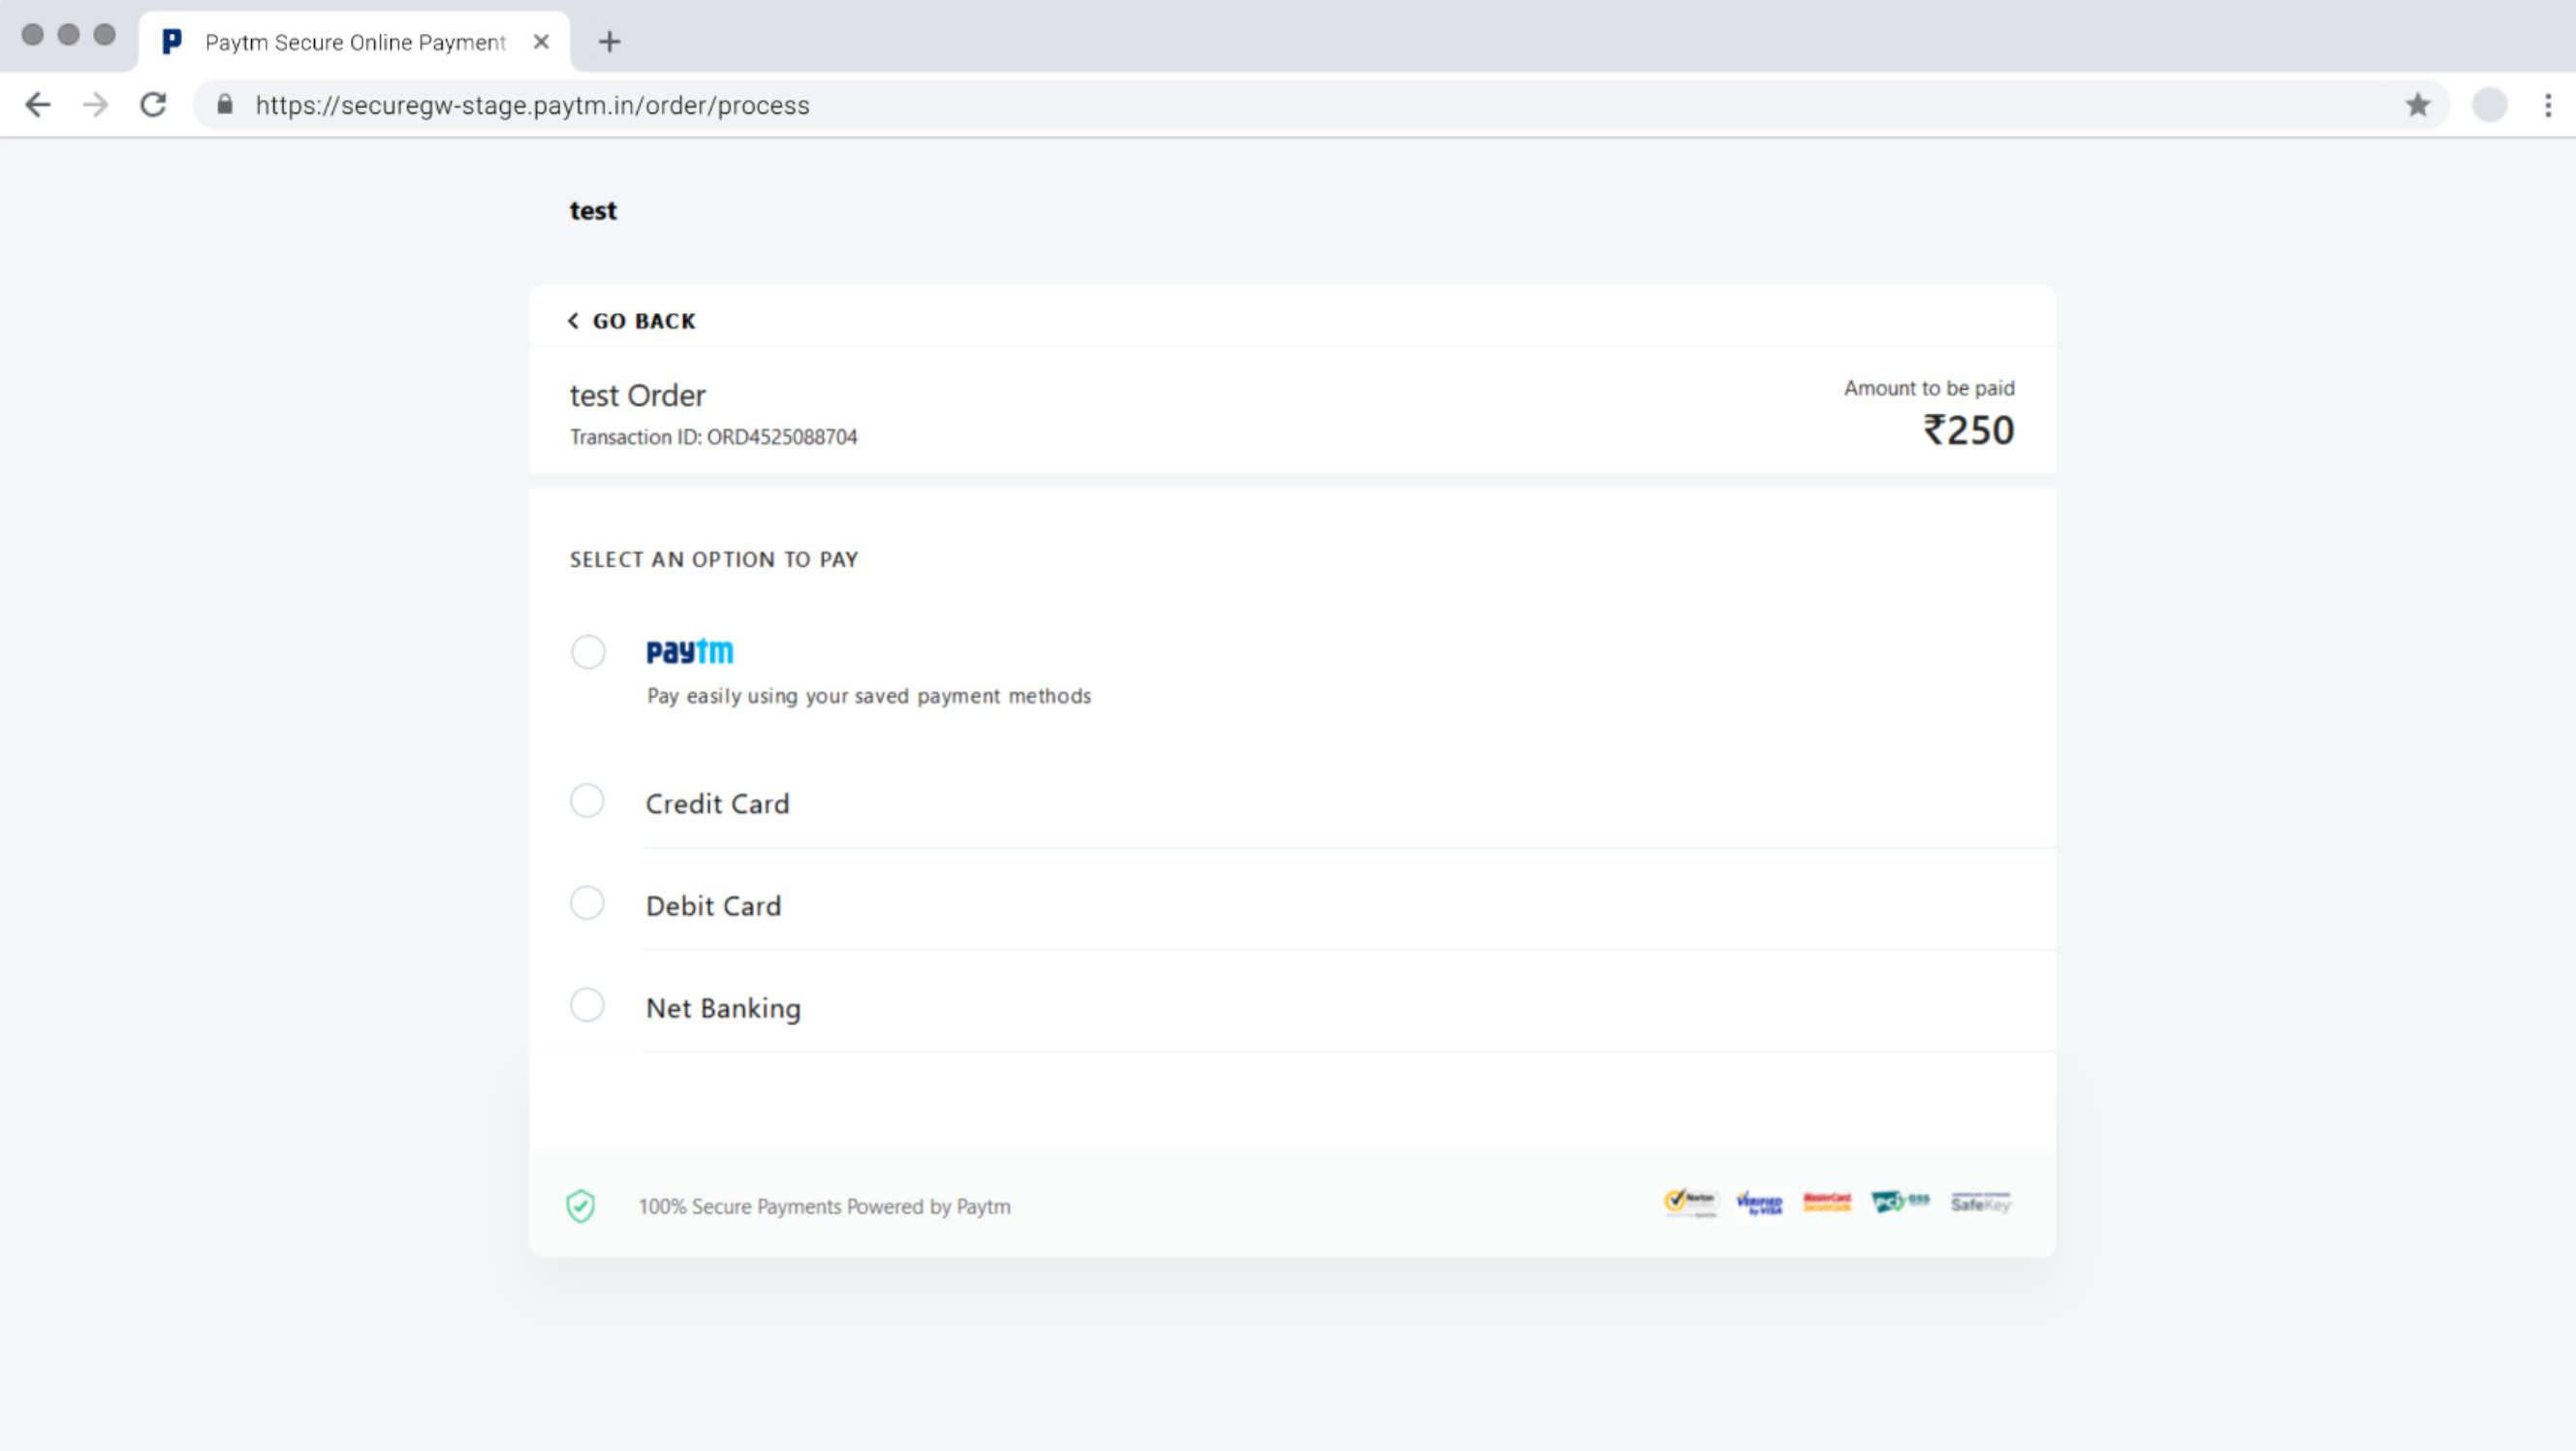 Paytm Secure Online Payment
https://securegw-stage.paytm.in/order/process
test
GO BACK
test Order
Transaction ID: ORD4525088704
Amount to be paid
₹250
SELECT AN OPTION TO PAY
paytm
Pay easily using your saved payment methods
Credit Card
Debit Card
Net Banking
100% Secure Payments Powered by Paytm
Norton
VERIFIED by VISA
MasterCard SecureCode
PCI DSS
SafeKey